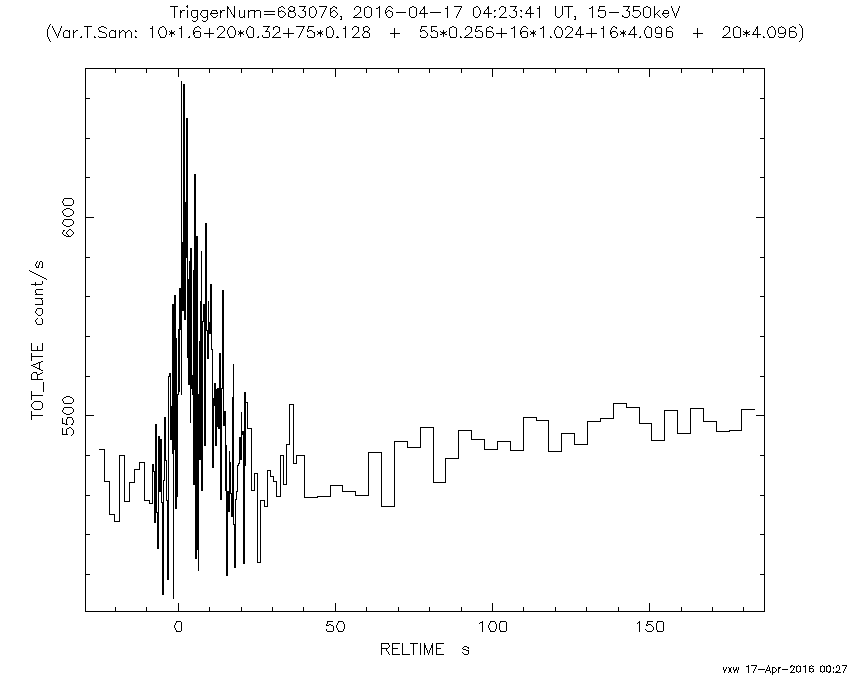 TriggerNum=683076, 2016-04-17 04:23:41 UT, 15-350keV
(Var.T.Sam: 10*1.6+20*0.32+75*0.128 + 55*0.256+16*1.024+16*4.096 + 20*4.096)
TOT_RATE count/s
6000
5500
0 50 100 150
RELTIME s
vxw 17-Apr-2016 00:27